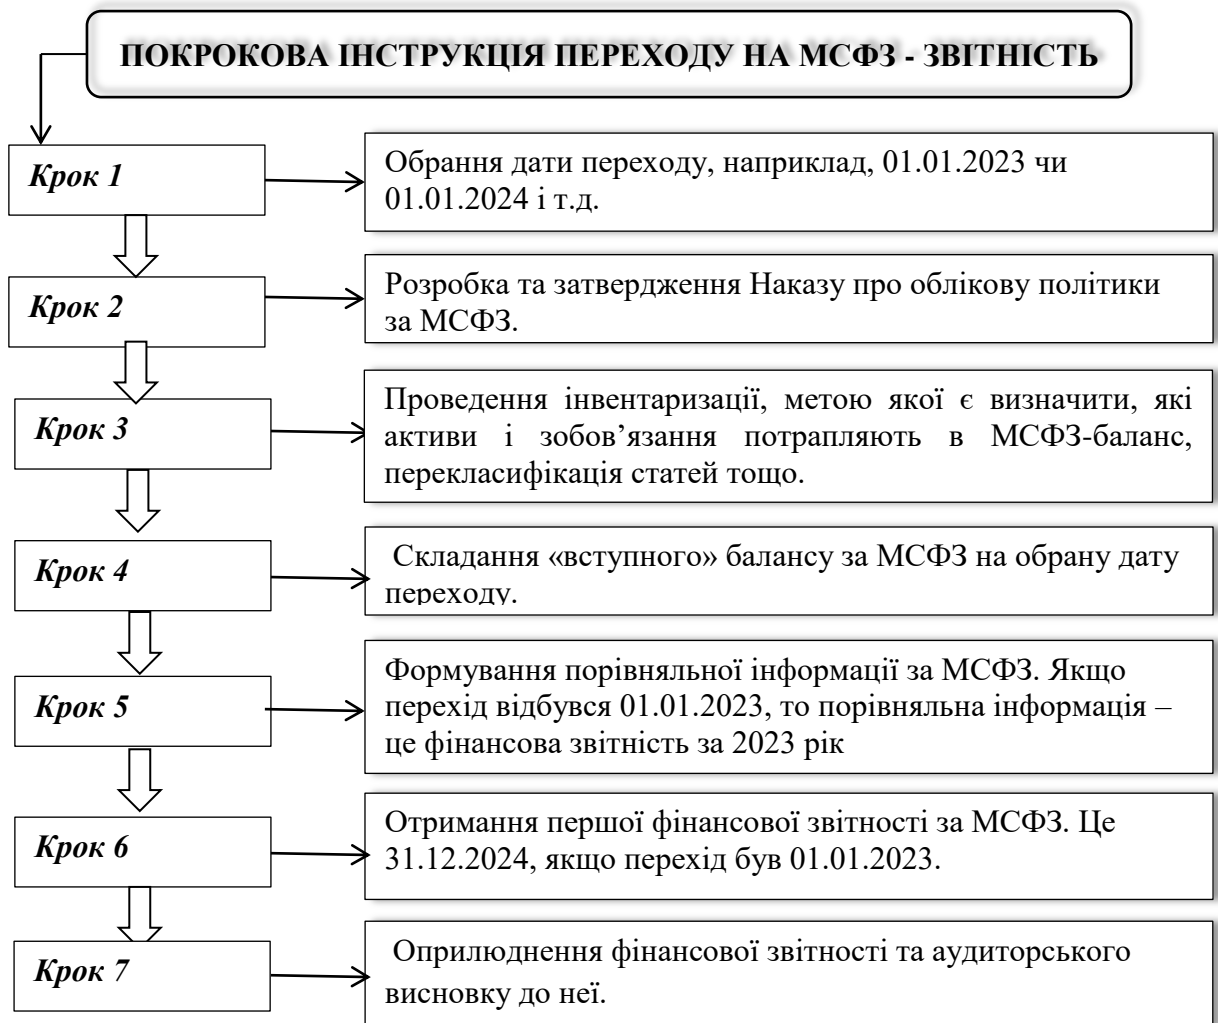 ПОКРОКОВА ІНСТРУКЦІЯ ПЕРЕХОДУ НА МСФЗ - ЗВІТНІСТЬ
Крок 1
Обрання дати переходу, наприклад, 01.01.2023 чи
01.01.2024 і т.д.
Крок 2
Розробка та затвердження Наказу про облікову політики
за МСФЗ.
Крок 3
Проведення інвентаризації, метою якої є визначити, які
активи і зобов’язання потрапляють в МСФЗ-баланс,
перекласифікація статей тощо.
Крок 4
Складання «вступного» балансу за МСФЗ на обрану дату
переходу.
Крок 5
Формування порівняльної інформації за МСФЗ. Якщо
перехід відбувся 01.01.2023, то порівняльна інформація –
це фінансова звітність за 2023 рік
Крок 6
Отримання першої фінансової звітності за МСФЗ. Це
31.12.2024, якщо перехід був 01.01.2023.
Крок 7
Оприлюднення фінансової звітності та аудиторського
висновку до неї.